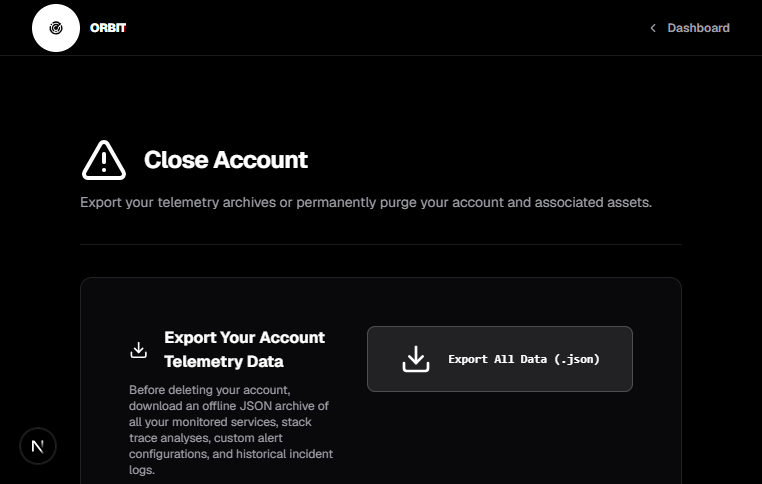 ORBIT
Dashboard
Close Account
Export your telemetry archives or permanently purge your account and associated assets.
Export Your Account
Telemetry Data
Before deleting your account,
download an offline JSON archive of
all your monitored services, stack
trace analyses, custom alert
configurations, and historical incident
logs.
Export All Data (.json)
N